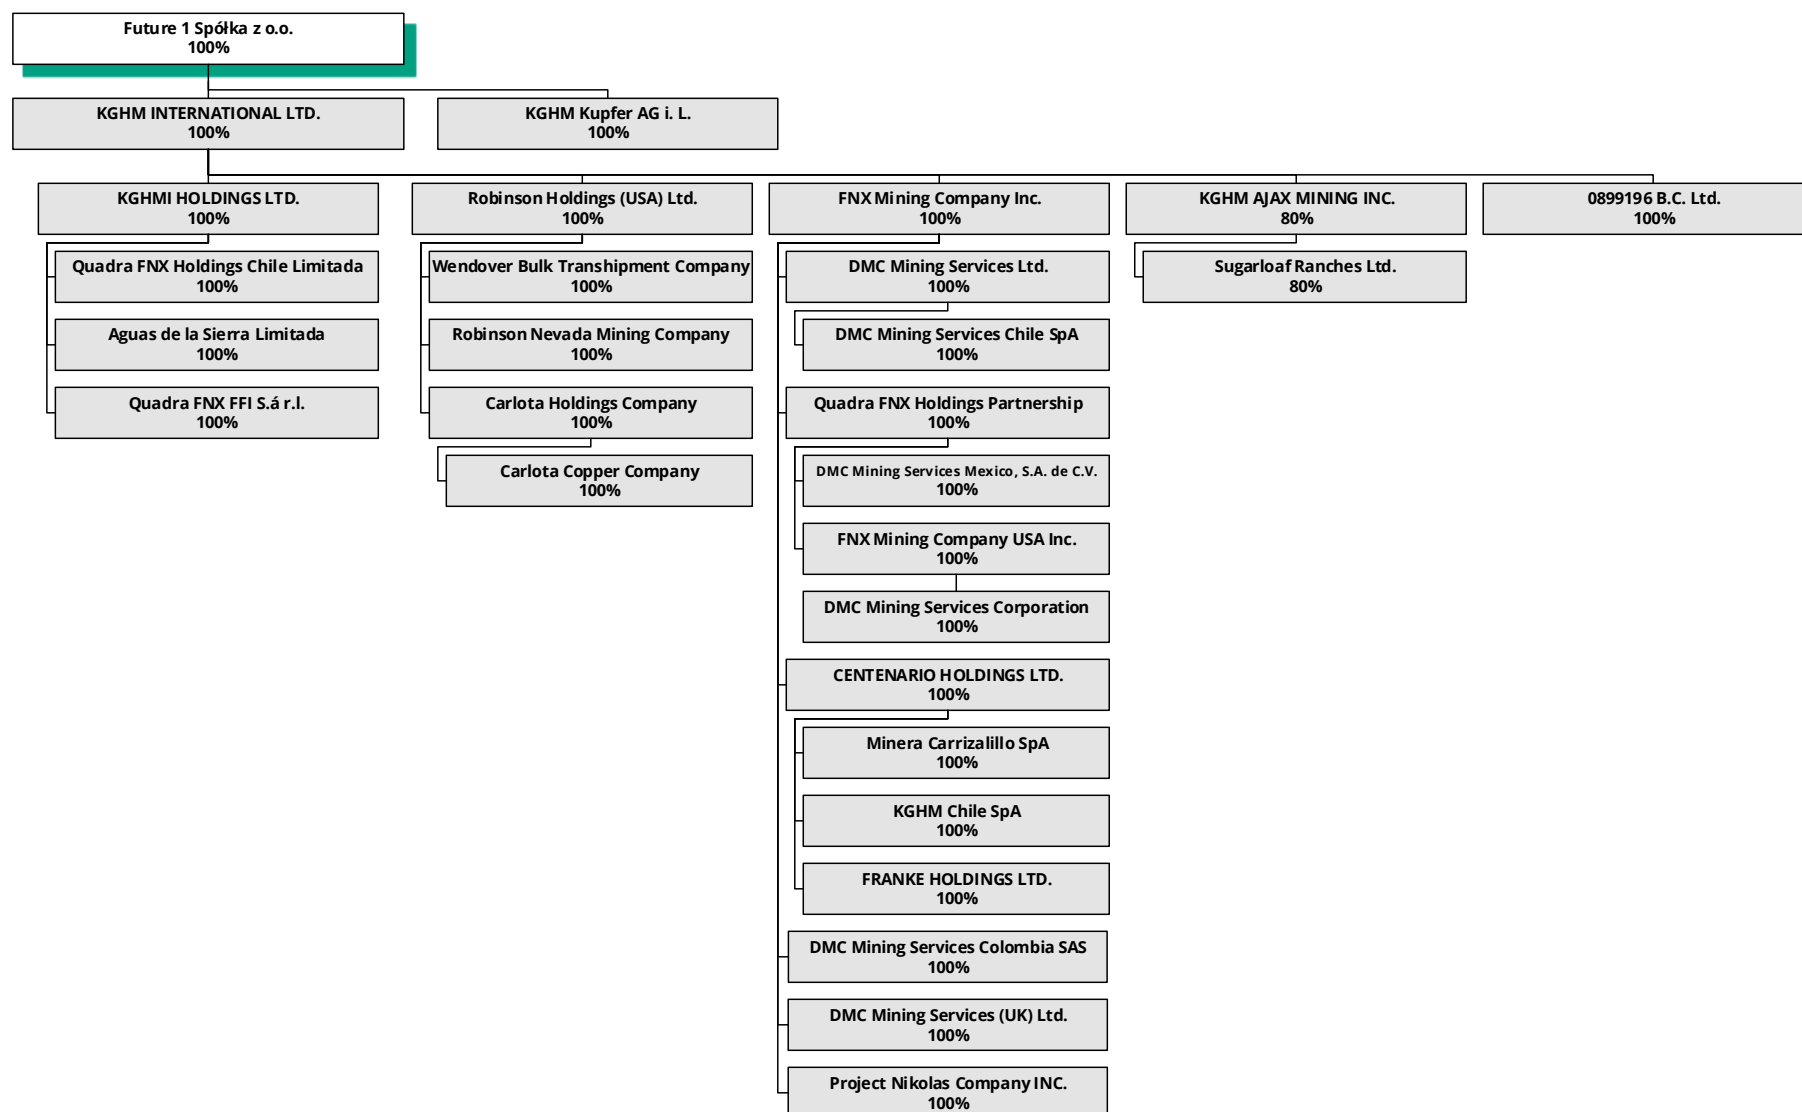 Future 1 Spółka z o.o.
100%
KGHM INTERNATIONAL LTD.
100%
KGHM Kupfer AG i. L.
100%
KGHMI HOLDINGS LTD.
100%
Robinson Holdings (USA) Ltd.
100%
FNX Mining Company Inc.
100%
KGHM AJAX MINING INC.
80%
0899196 B.C. Ltd.
100%
Quadra FNX Holdings Chile Limitada
100%
Aguas de la Sierra Limitada
100%
Quadra FNX FFI S.á r.l.
100%
Wendover Bulk Transhipment Company
100%
Robinson Nevada Mining Company
100%
Carlota Holdings Company
100%
Carlota Copper Company
100%
DMC Mining Services Ltd.
100%
DMC Mining Services Chile SpA
100%
Quadra FNX Holdings Partnership
100%
DMC Mining Services Mexico, S.A. de C.V.
100%
FNX Mining Company USA Inc.
100%
DMC Mining Services Corporation
100%
CENTENARIO HOLDINGS LTD.
100%
Minera Carrizalillo SpA
100%
KGHM Chile SpA
100%
FRANKE HOLDINGS LTD.
100%
DMC Mining Services Colombia SAS
100%
DMC Mining Services (UK) Ltd.
100%
Project Nikolas Company INC.
100%
Sugarloaf Ranches Ltd.
80%